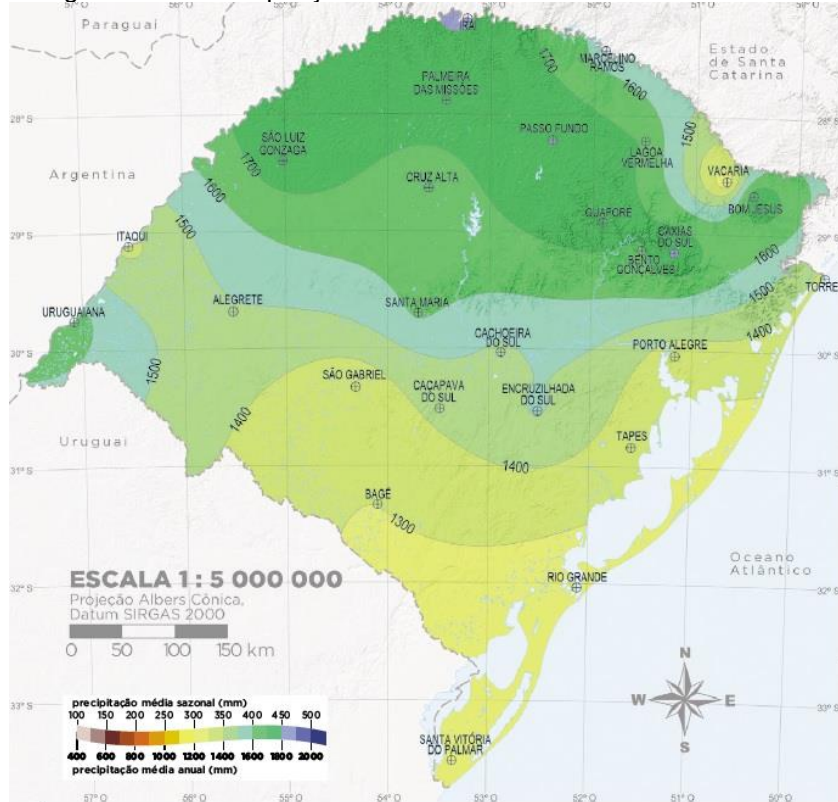 Paraguai
Estado
de Santa
Catarina
MARCELINO
RAMOS
1700
1600
PALMEIRA
DAS MISSÕES
28° S
PASSO FUNDO
1500
SÃO LUIZ
GONZAGA
LAGOA
VERMELHA
1700
Argentina
CRUZ ALTA
VACARIA
1600
BOM JESUS
GUAPORÉ
1500
ITAQUI
29° S
CAXIAS
DO SUL
BENTO
GONÇALVES
1600
URUGUAIANA
ALEGRETE
SANTA MARIA
1500
TORRE
CACHOEIRA
DO SUL
PORTO ALEGRE
1400
30° S
1500
SÃO GABRIEL
CAÇAPAVA
DO SUL
ENCRUZILHADA
DO SUL
1400
Uruguai
TAPES
31° S
1400
BAGÉ
1300
Oceano
Atlântico
32° S
RIO GRANDE
ESCALA 1 : 5 000 000
Projeção Albers Cônica,
Datum SIRGAS 2000
0 50 100 150 km
N
W E
S
33° S
precipitação média sazonal (mm)
100 150 200 250 300 350 400 450 500
400 600 800 1000 1200 1400 1600 1800 2000
precipitação média anual (mm)
SANTA VITÓRIA
DO PALMAR
57°O 56°O 55°O 54°O 53°O 52°O 51°O 50°O